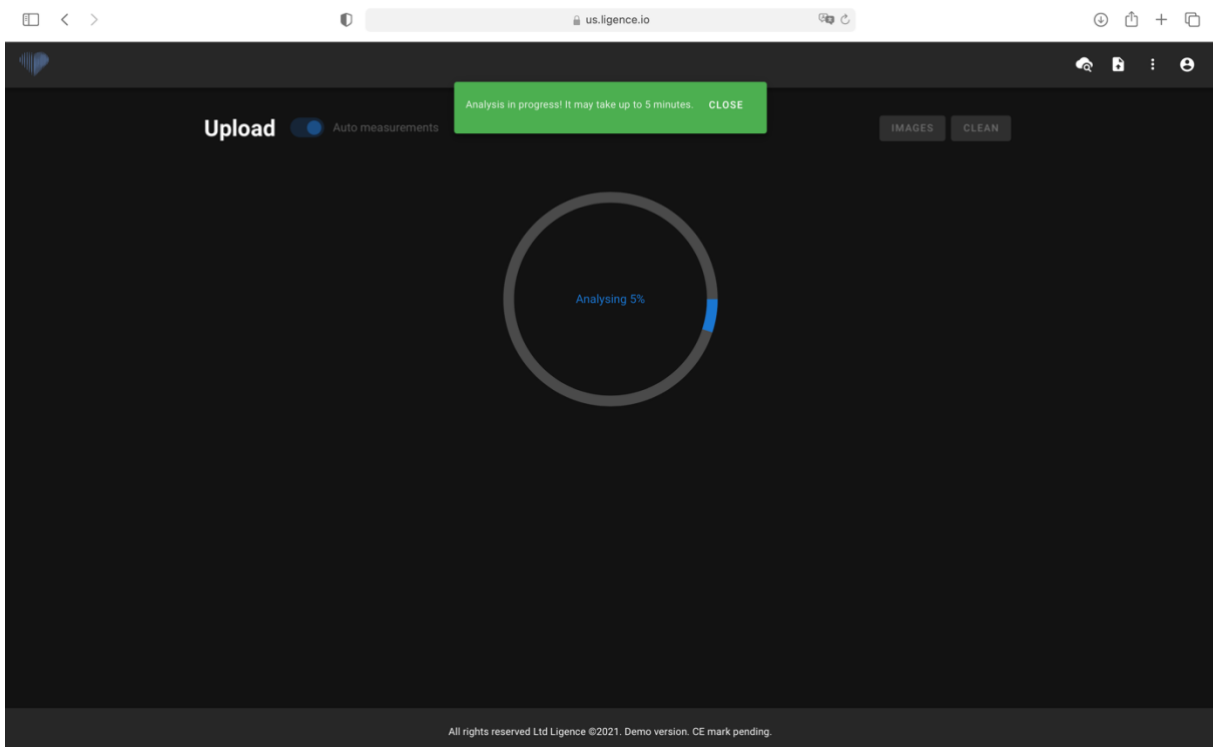 us.ligence.io
Analysis in progress! It may take up to 5 minutes. CLOSE
Upload Auto measurements IMAGES CLEAN
Analysing 5%
All rights reserved Ltd Ligence ©2021. Demo version. CE mark pending.